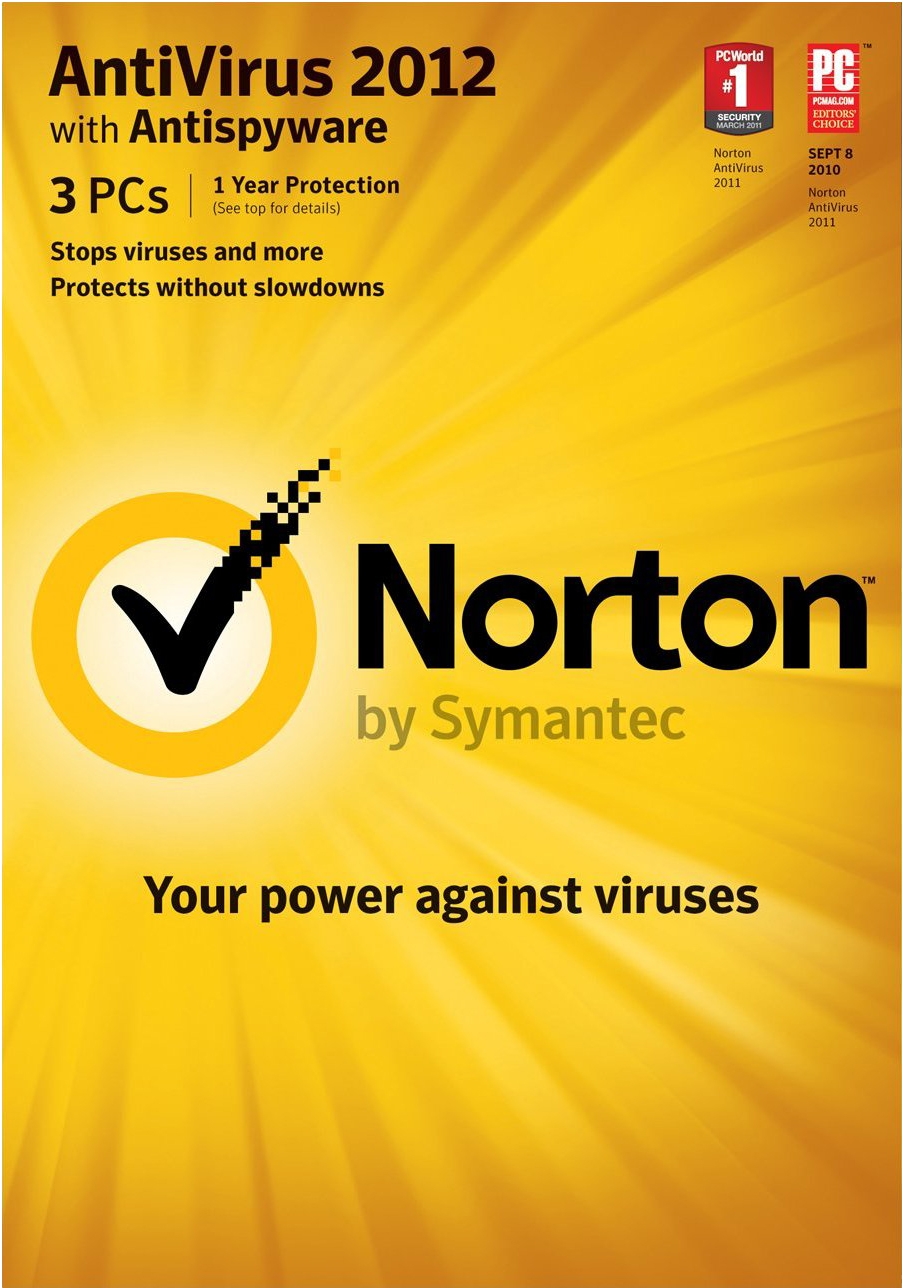 AntiVirus 2012
with Antispyware
3 PCs
1 Year Protection
(See top for details)
Stops viruses and more
Protects without slowdowns
PCWorld
#1
SECURITY
MARCH 2011
Norton
AntiVirus
2011
PC
TM
PCMAG.COM
EDITORS'
CHOICE
SEPT 8
2010
Norton
AntiVirus
2011
Norton™
by Symantec
Your power against viruses